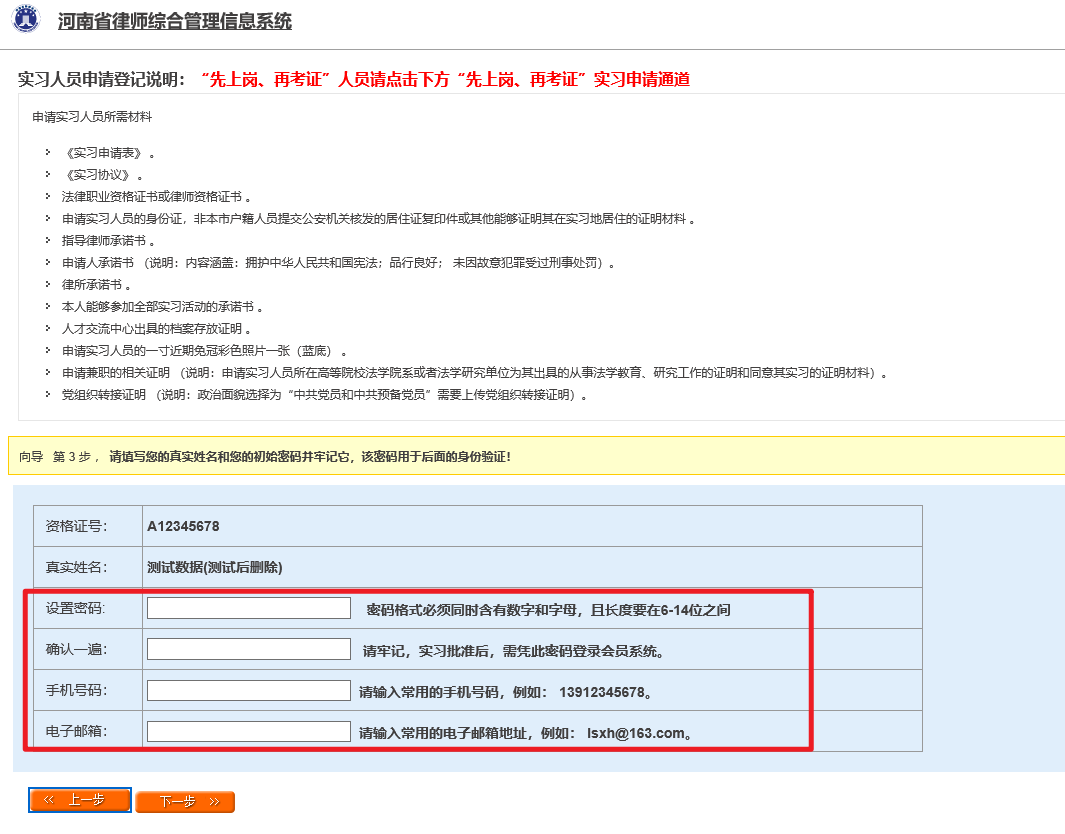 河南省律师综合管理信息系统
实习人员申请登记说明：“先上岗、再考证”人员请点击下方“先上岗、再考证”实习申请通道
申请实习人员所需材料
《实习申请表》 。
《实习协议》 。
法律职业资格证书或律师资格证书 。
申请实习人员的身份证，非本市户籍人员提交公安机关核发的居住证复印件或其他能够证明其在实习地居住的证明材料 。
指导律师承诺书 。
申请人承诺书 （说明：内容涵盖：拥护中华人民共和国宪法；品行良好； 未因故意犯罪受过刑事处罚）。
律所承诺书 。
本人能够参加全部实习活动的承诺书 。
人才交流中心出具的档案存放证明 。
申请实习人员的一寸近期免冠彩色照片一张（蓝底） 。
申请兼职的相关证明 （说明：申请实习人员所在高等院校法学院系或者法学研究单位为其出具的从事法学教育、研究工作的证明和同意其实习的证明材料）。
党组织转接证明 （说明：政治面貌选择为“中共党员和中共预备党员”需要上传党组织转接证明）。
向导 第 3 步 ， 请填写您的真实姓名和您的初始密码并牢记它，该密码用于后面的身份验证！
资格证号： A12345678
真实姓名： 测试数据(测试后删除)
设置密码: 密码格式必须同时含有数字和字母，且长度要在6-14位之间
确认一遍： 请牢记，实习批准后，需凭此密码登录会员系统。
手机号码： 请输入常用的手机号码，例如： 13912345678。
电子邮箱： 请输入常用的电子邮箱地址，例如： lsxh@163.com。
<< 上一步 下一步 >>